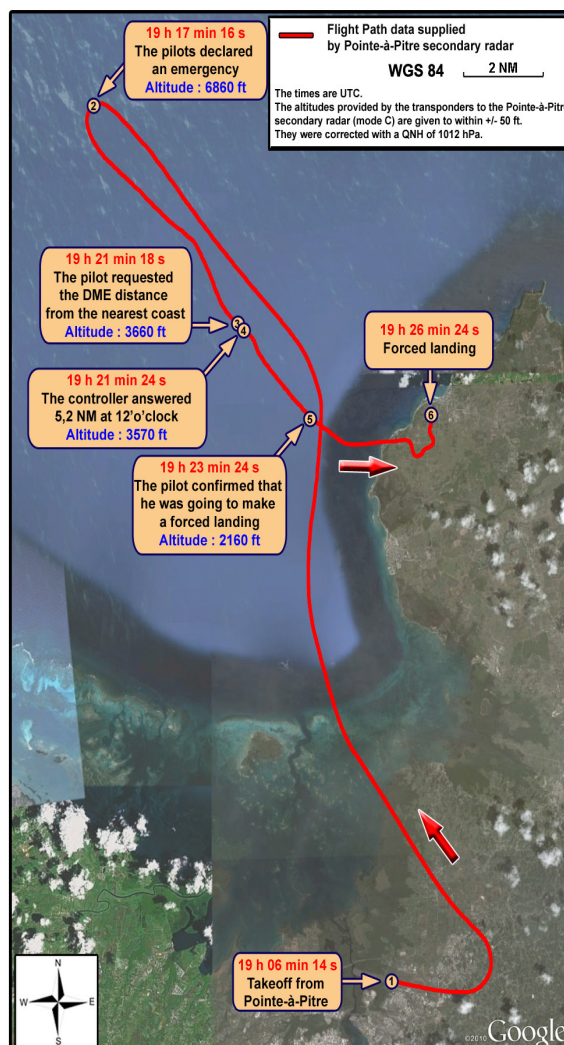 19 h 17 min 16 s
The pilots declared
an emergency
Altitude : 6860 ft
Flight Path data supplied
by Pointe-à-Pitre secondary radar
WGS 84 2 NM
The times are UTC.
The altitudes provided by the transponders to the Pointe-à-Pitre
secondary radar (mode C) are given to within +/- 50 ft.
They were corrected with a QNH of 1012 hPa.
2
19 h 21 min 18 s
The pilot requested
the DME distance
from the nearest coast
Altitude : 3660 ft
3
4
19 h 26 min 24 s
Forced landing
19 h 21 min 24 s
The controller answered
5,2 NM at 12'o'clock
Altitude : 3570 ft
5
6
19 h 23 min 24 s
The pilot confirmed that
he was going to make
a forced landing
Altitude : 2160 ft
19 h 06 min 14 s
Takeoff from
Pointe-à-Pitre
1
N
W E
S
©2010 Google